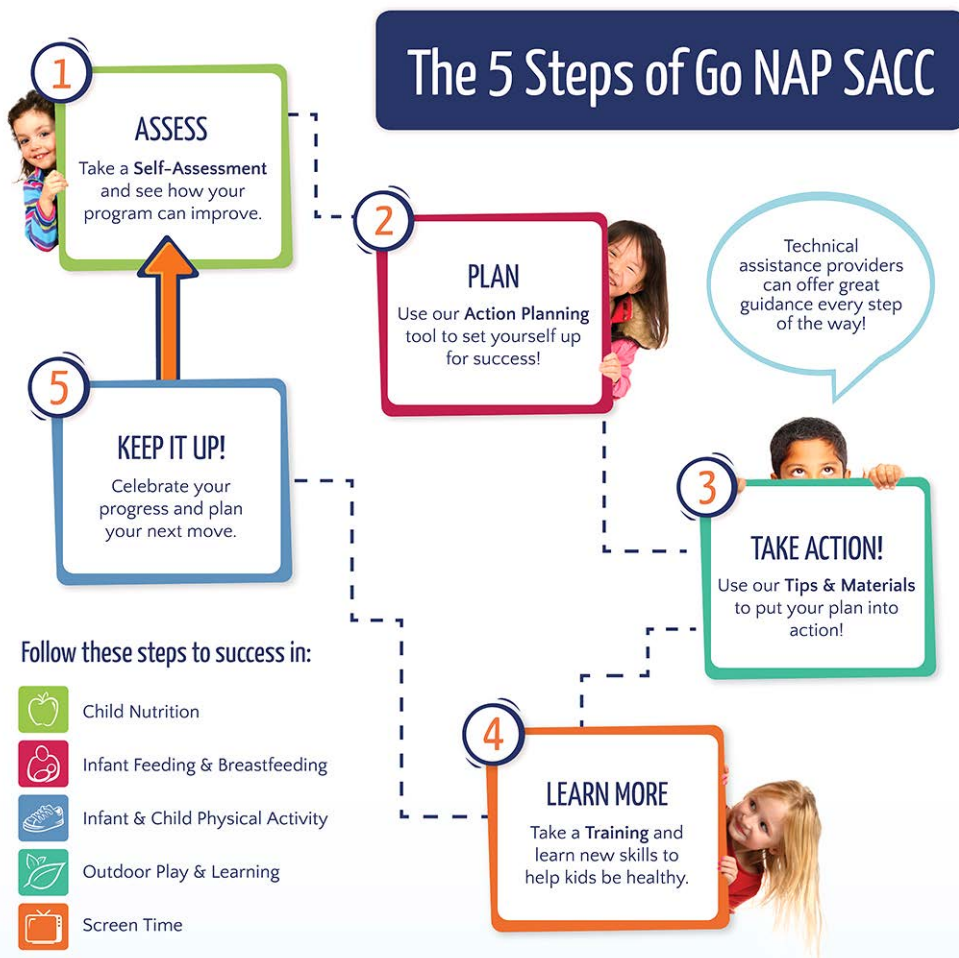 The 5 Steps of Go NAP SACC
1
ASSESS
Take a Self-Assessment
and see how your
program can improve.
2
PLAN
Use our Action Planning
tool to set yourself up
for success!
Technical
assistance providers
can offer great
guidance every step
of the way!
3
TAKE ACTION!
Use our Tips & Materials
to put your plan into
action!
4
LEARN MORE
Take a Training and
learn new skills to
help kids be healthy.
5
KEEP IT UP!
Celebrate your
progress and plan
your next move.
Follow these steps to success in:
Child Nutrition
Infant Feeding & Breastfeeding
Infant & Child Physical Activity
Outdoor Play & Learning
Screen Time